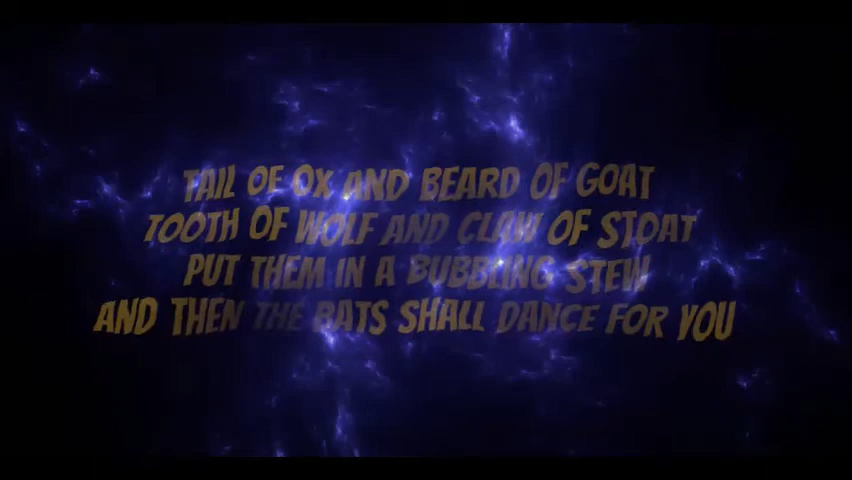 TAIL OF OX AND BEARD OF GOAT
TOOTH OF WOLF AND CLAW OF STOAT
PUT THEM IN A BUBBLING STEW
AND THEN THE RATS SHALL DANCE FOR YOU